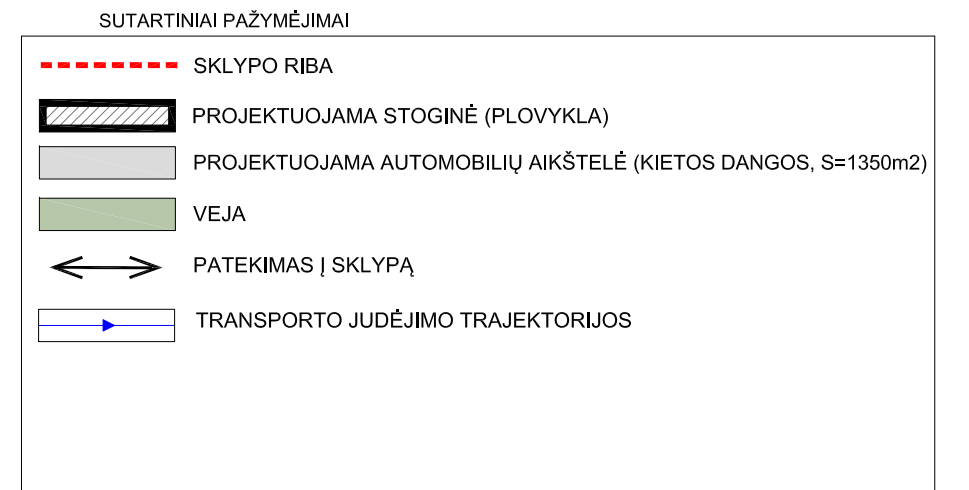 SUTARTINIAI PAŽYMĖJIMAI
SKLYPO RIBA
PROJEKTUOJAMA STOGINĖ (PLOVYKLA)
PROJEKTUOJAMA AUTOMOBILIŲ AIKŠTELĖ (KIETOS DANGOS, S=1350m2)
VEJA
PATEKIMAS Į SKLYPĄ
TRANSPORTO JUDĖJIMO TRAJEKTORIJOS